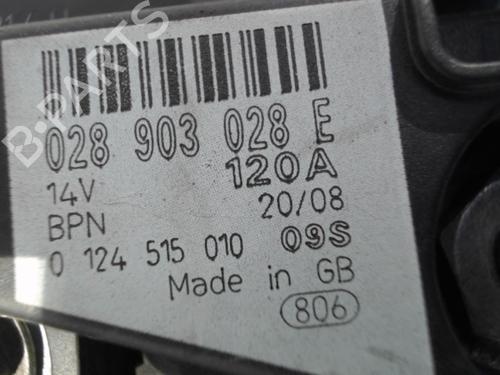 B-PARTS
028 903 028 E
14V 120A
BPN 20/08
0 124 515 010 09S
Made in GB
806